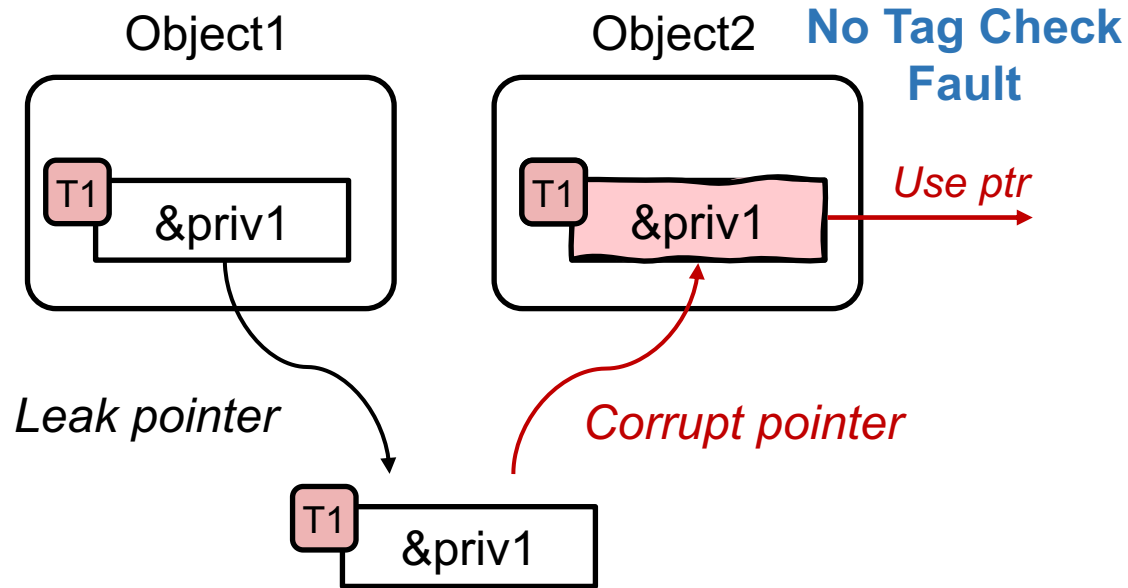 Object1
Object2
No Tag Check
Fault
T1
&priv1
T1
&priv1
Use ptr
Leak pointer
Corrupt pointer
T1
&priv1